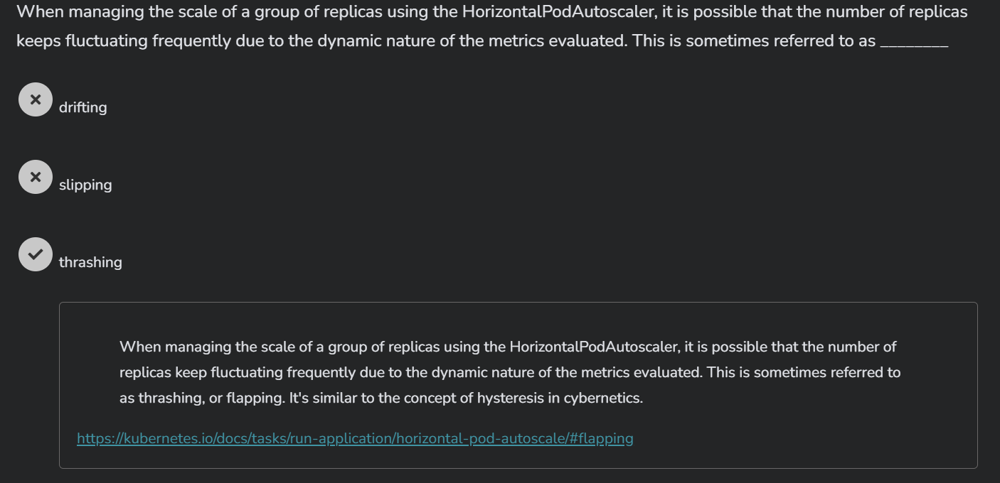 When managing the scale of a group of replicas using the HorizontalPodAutoscaler, it is possible that the number of replicas
keeps fluctuating frequently due to the dynamic nature of the metrics evaluated. This is sometimes referred to as ________
drifting
slipping
thrashing
When managing the scale of a group of replicas using the HorizontalPodAutoscaler, it is possible that the number of
replicas keep fluctuating frequently due to the dynamic nature of the metrics evaluated. This is sometimes referred to
as thrashing, or flapping. It's similar to the concept of hysteresis in cybernetics.
https://kubernetes.io/docs/tasks/run-application/horizontal-pod-autoscale/#flapping